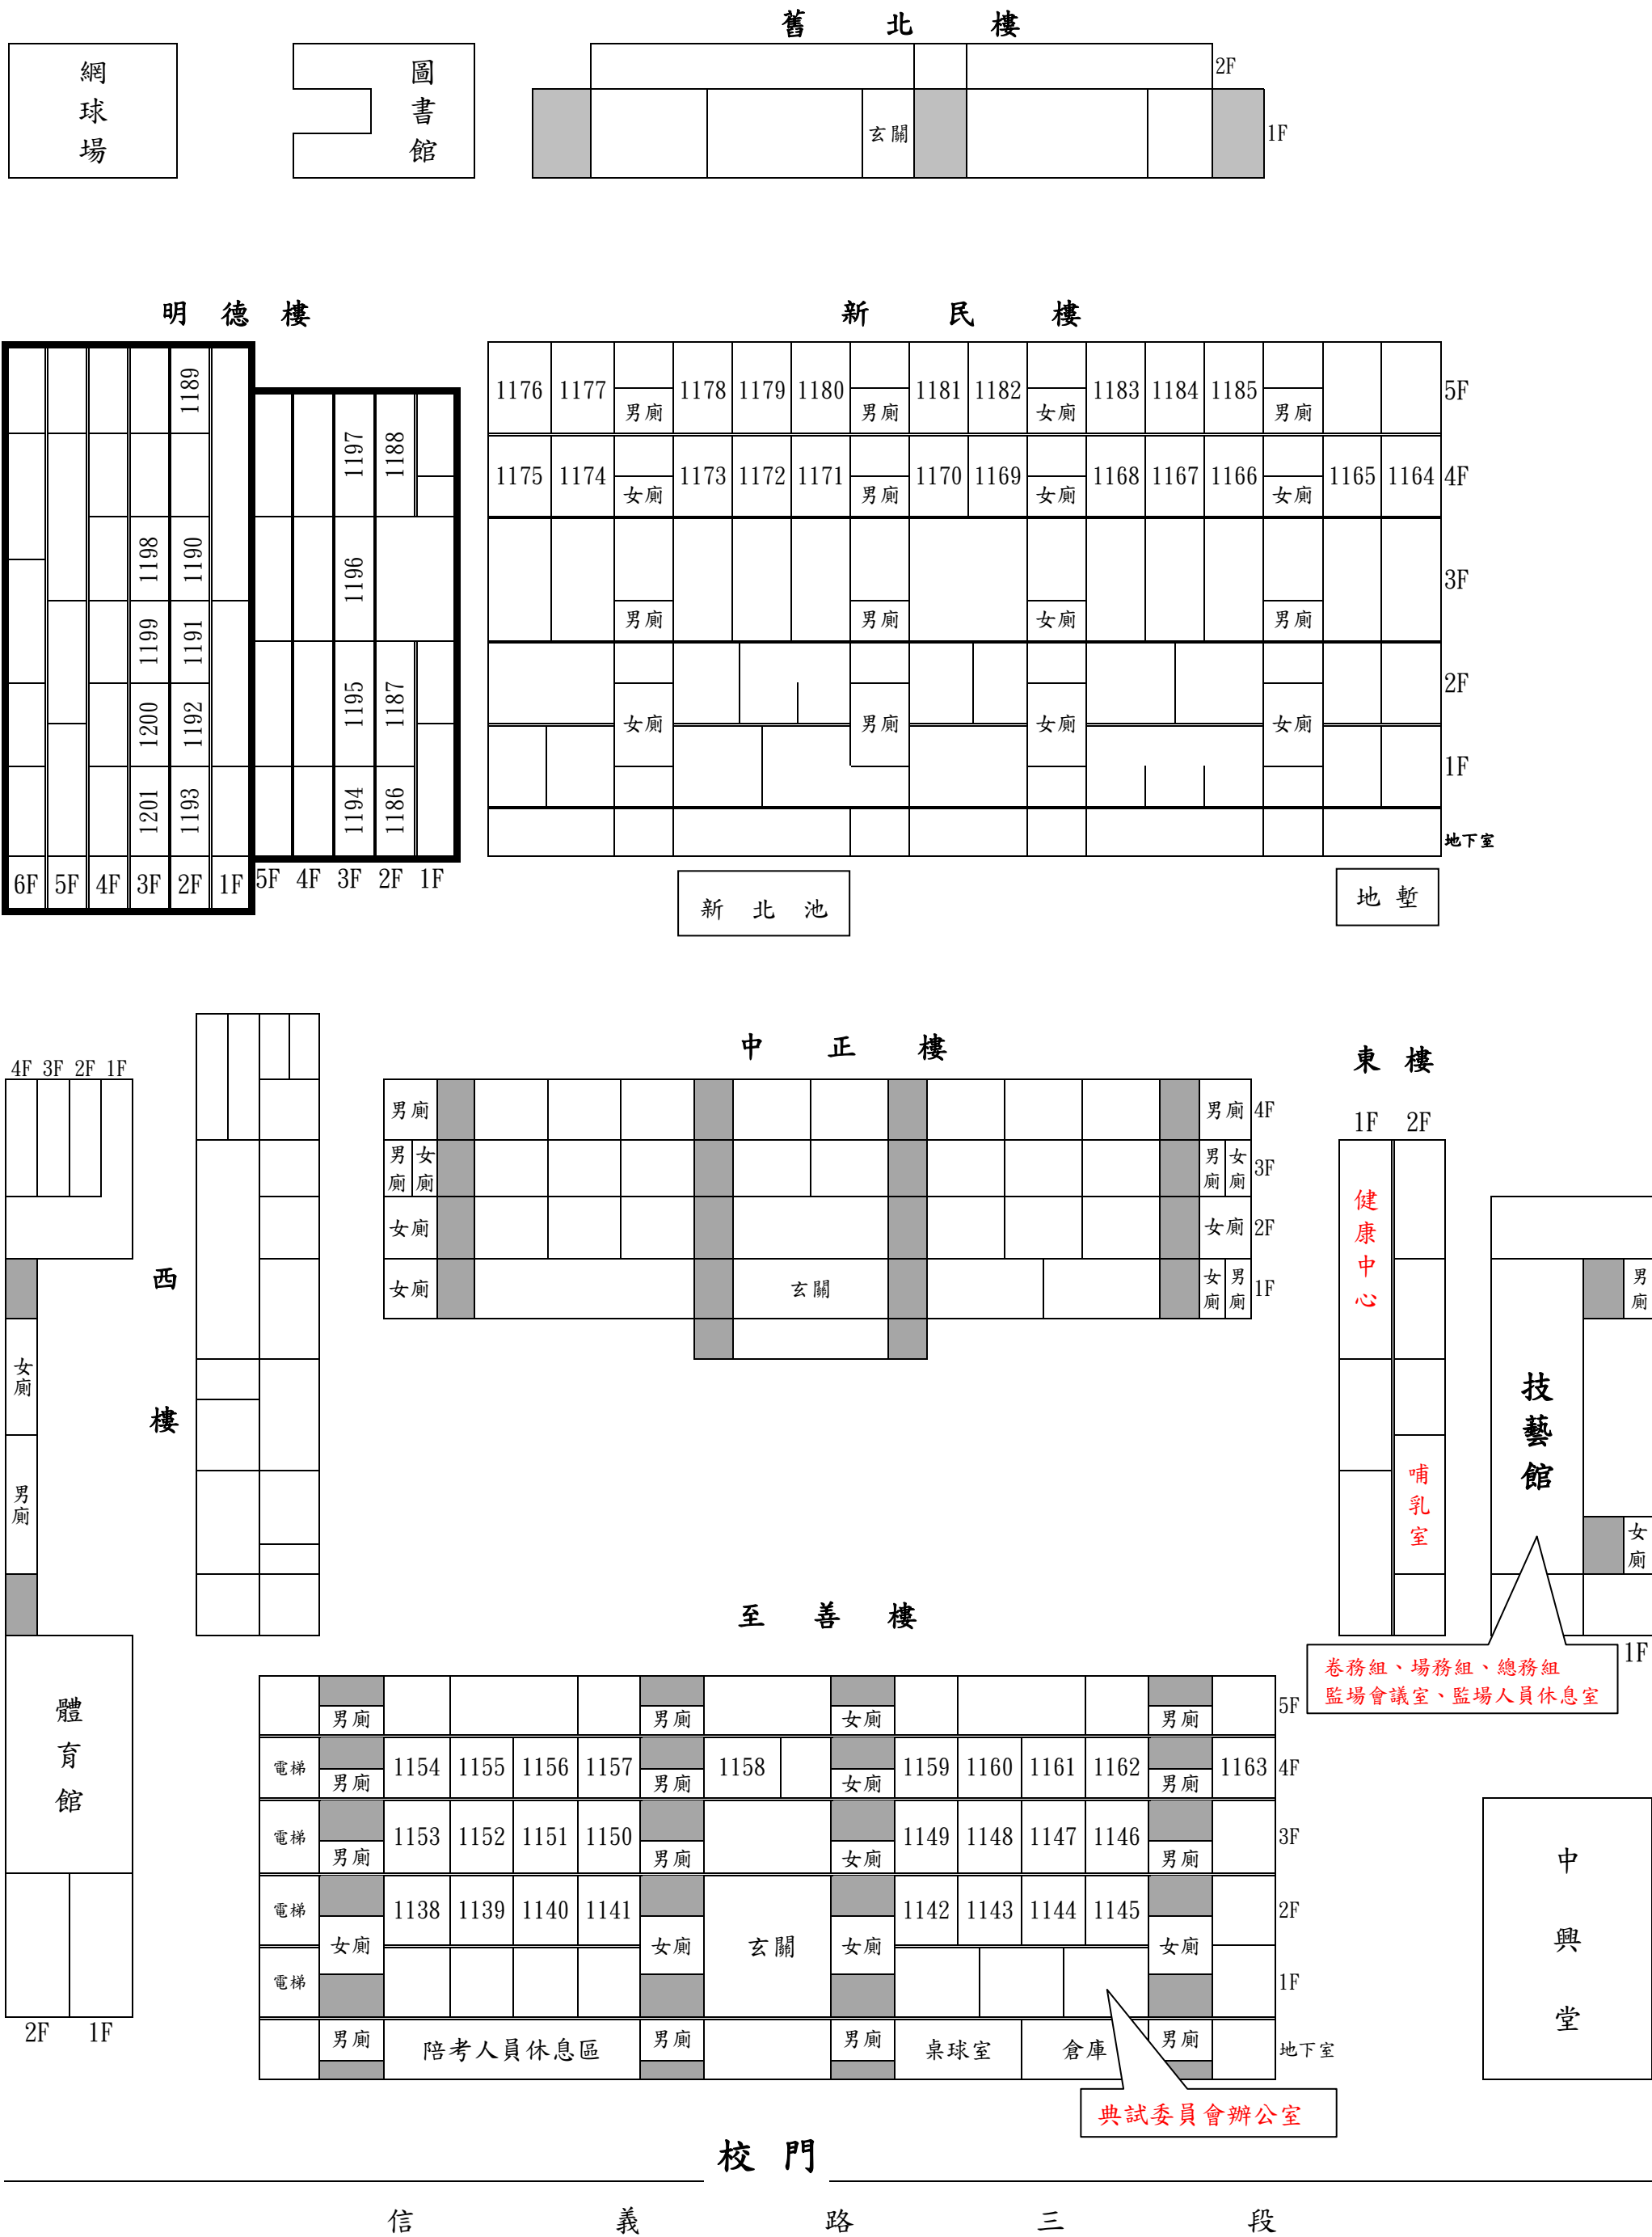 舊 北 樓
網球場
圖書館
2F
玄關
1F
明 德 樓
新 民 樓
1189
1197
1188
1198
1190
1196
1199
1191
1195
1187
1200
1192
1201
1193
1194
1186
6F 5F 4F 3F 2F 1F
5F 4F 3F 2F 1F
1176 1177 男廁 1178 1179 1180 男廁 1181 1182 女廁 1183 1184 1185 男廁 5F
1175 1174 女廁 1173 1172 1171 男廁 1170 1169 女廁 1168 1167 1166 女廁 1165 1164 4F
男廁 男廁 女廁 男廁 3F
2F
女廁 男廁 女廁 女廁
1F
地下室
新 北 池
地 塹
中 正 樓
東 樓
4F 3F 2F 1F
1F 2F
男廁 男廁 4F
男廁 女廁 男廁 女廁 3F
女廁 女廁 2F
女廁 玄關 女廁 男廁 1F
西樓
女廁
男廁
健康中心
哺乳室
技藝館
男廁
女廁
1F
卷務組、場務組、總務組
監場會議室、監場人員休息室
至 善 樓
體育館
2F 1F
男廁 男廁 女廁 男廁 5F
電梯 男廁 1154 1155 1156 1157 男廁 1158 女廁 1159 1160 1161 1162 男廁 1163 4F
電梯 男廁 1153 1152 1151 1150 男廁 女廁 1149 1148 1147 1146 男廁 3F
電梯 1138 1139 1140 1141 1142 1143 1144 1145 2F
女廁 女廁 玄關 女廁 女廁
電梯 1F
男廁 陪考人員休息區 男廁 男廁 桌球室 倉庫 男廁 地下室
典試委員會辦公室
中興堂
校 門
信 義 路 三 段